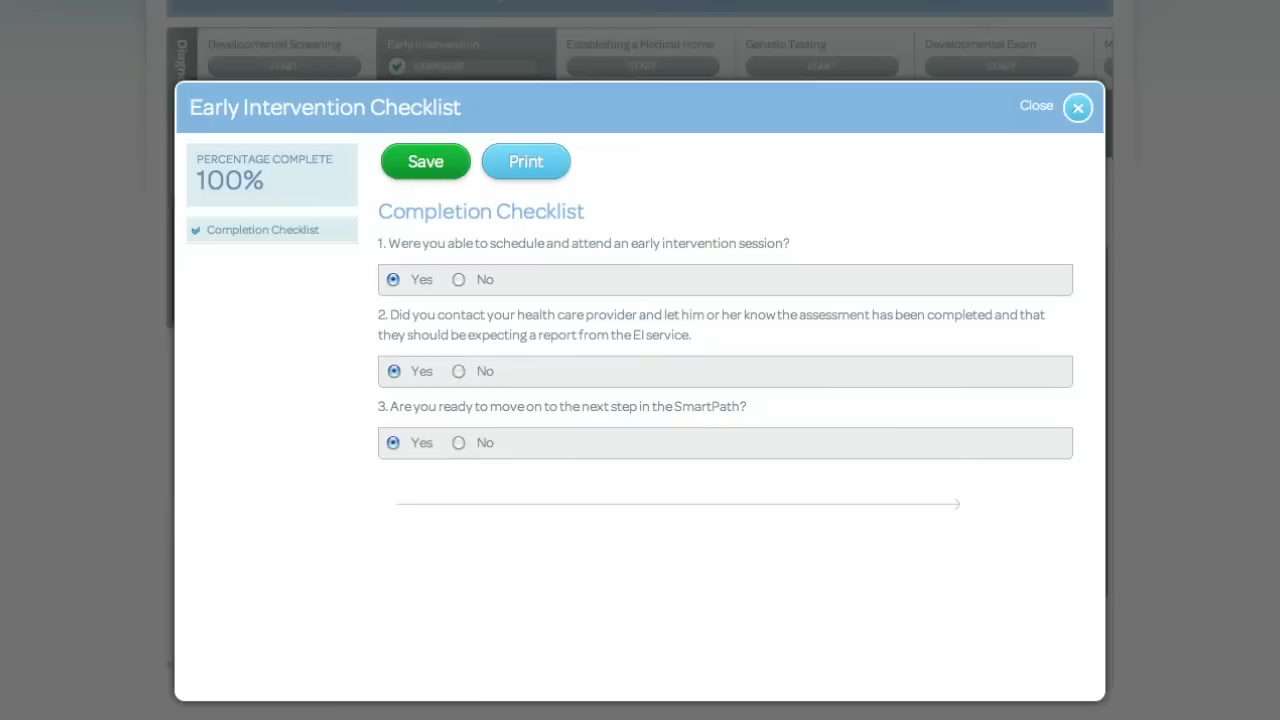 Developmental Screening
Early Intervention
Establishing a Medical Home
Genetic Testing
Developmental Exam
START
START
START
START
Early Intervention Checklist
Close
PERCENTAGE COMPLETE
100%
Completion Checklist
Save
Print
Completion Checklist
1. Were you able to schedule and attend an early intervention session?
Yes
No
2. Did you contact your health care provider and let him or her know the assessment has been completed and that
they should be expecting a report from the EI service.
Yes
No
3. Are you ready to move on to the next step in the SmartPath?
Yes
No